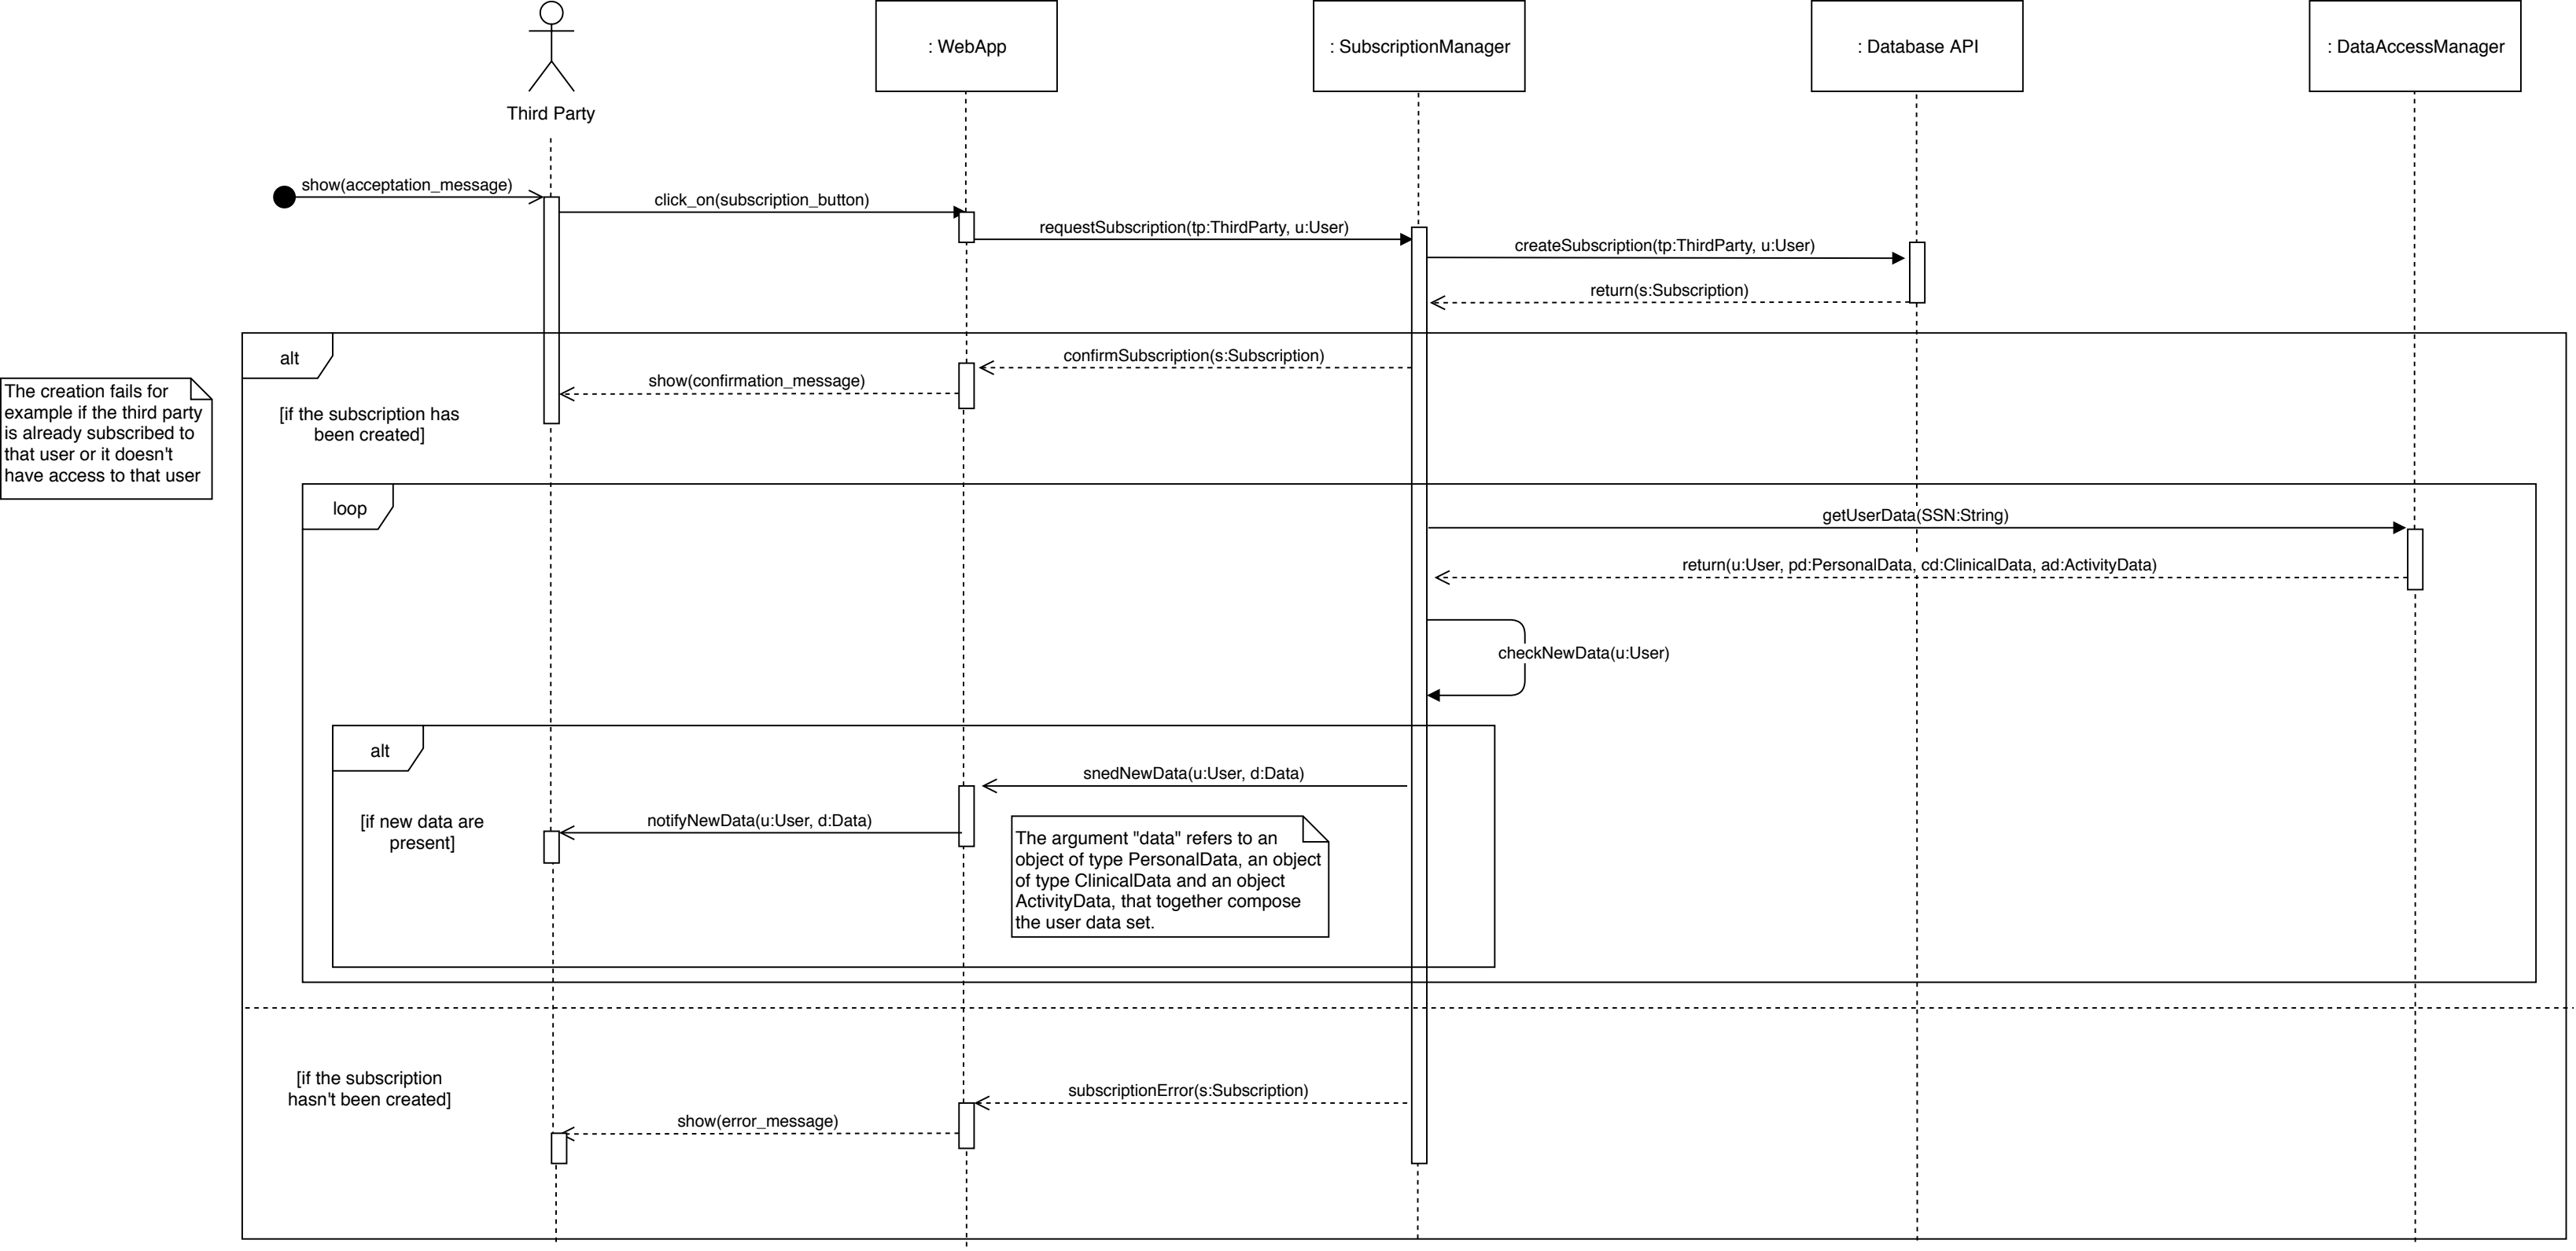 : WebApp
: SubscriptionManager
: Database API
: DataAccessManager
Third Party
show(acceptation_message)
click_on(subscription_button)
requestSubscription(tp:ThirdParty, u:User)
createSubscription(tp:ThirdParty, u:User)
return(s:Subscription)
alt
confirmSubscription(s:Subscription)
show(confirmation_message)
The creation fails for
example if the third party
is already subscribed to
that user or it doesn't
have access to that user
[if the subscription has
been created]
loop
getUserData(SSN:String)
return(u:User, pd:PersonalData, cd:ClinicalData, ad:ActivityData)
checkNewData(u:User)
alt
snedNewData(u:User, d:Data)
[if new data are
present]
notifyNewData(u:User, d:Data)
The argument "data" refers to an
object of type PersonalData, an object
of type ClinicalData and an object
ActivityData, that together compose
the user data set.
[if the subscription
hasn't been created]
subscriptionError(s:Subscription)
show(error_message)